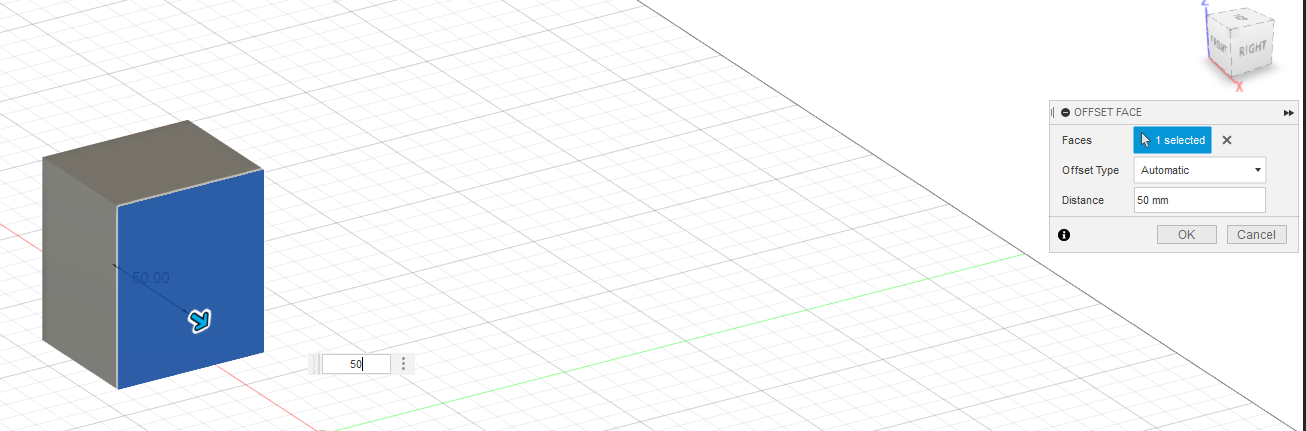 Z
FRONT
RIGHT
X
OFFSET FACE
Faces 1 selected
Offset Type Automatic
Distance 50 mm
OK Cancel
50.00
50